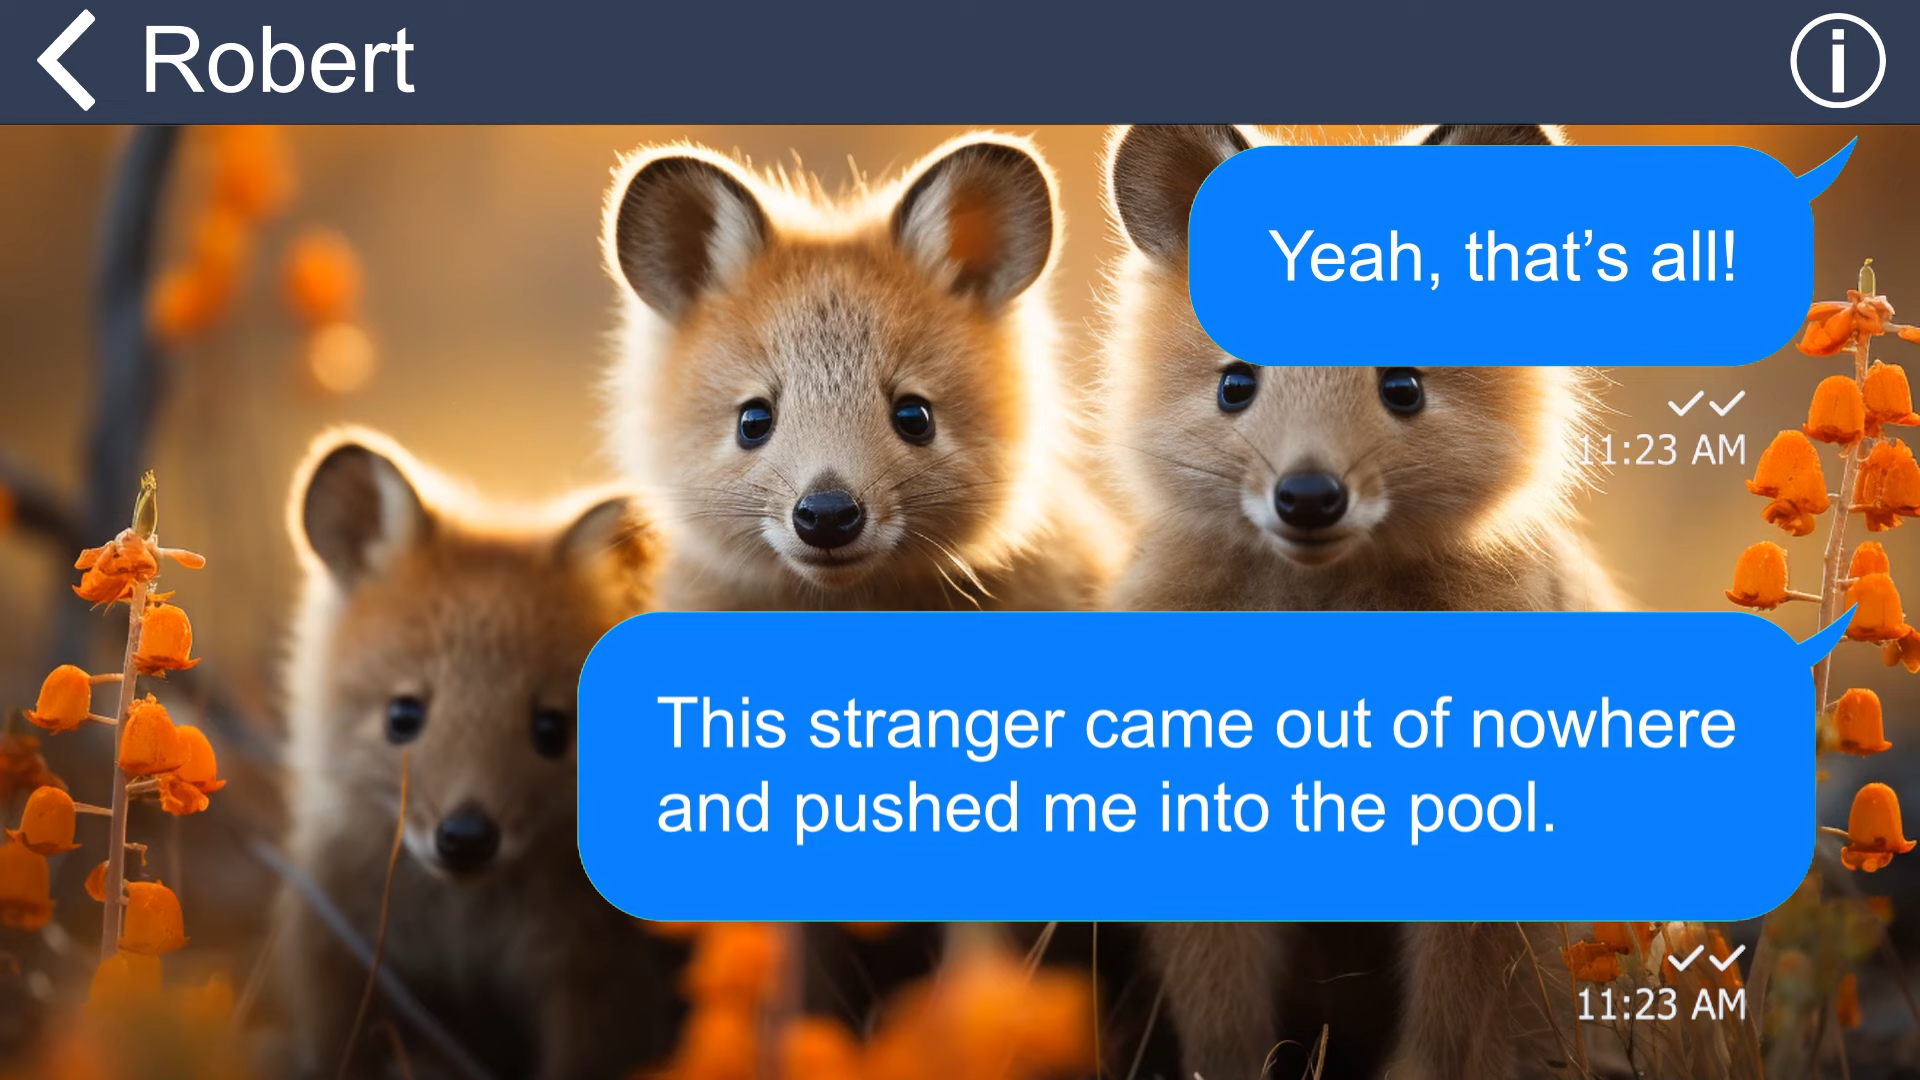 Robert
Yeah, that’s all!
11:23 AM
This stranger came out of nowhere
and pushed me into the pool.
11:23 AM